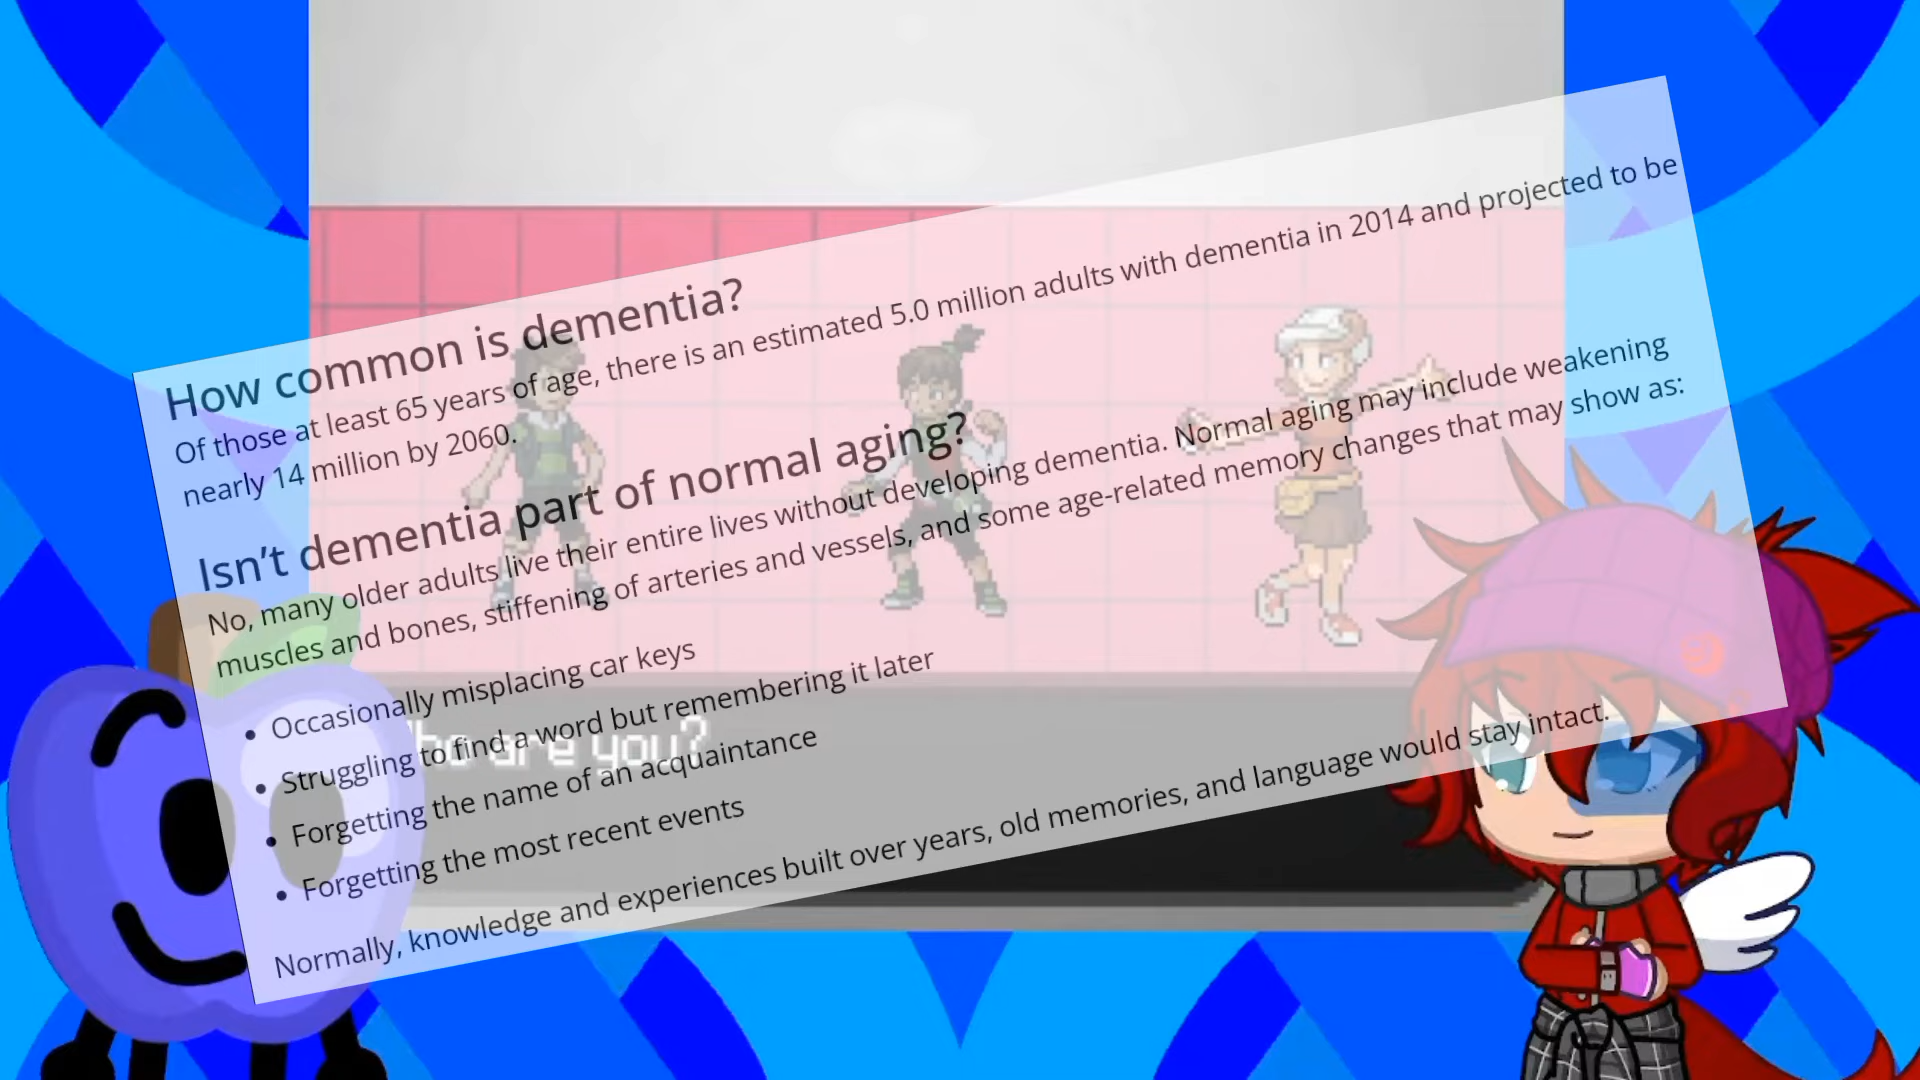 How common is dementia?
Of those at least 65 years of age, there is an estimated 5.0 million adults with dementia in 2014 and projected to be
nearly 14 million by 2060.
Isn’t dementia part of normal aging?
No, many older adults live their entire lives without developing dementia. Normal aging may include weakening
muscles and bones, stiffening of arteries and vessels, and some age-related memory changes that may show as:
• Occasionally misplacing car keys
• Struggling to find a word but remembering it later
• Forgetting the name of an acquaintance
• Forgetting the most recent events
Normally, knowledge and experiences built over years, old memories, and language would stay intact.
Who are you?